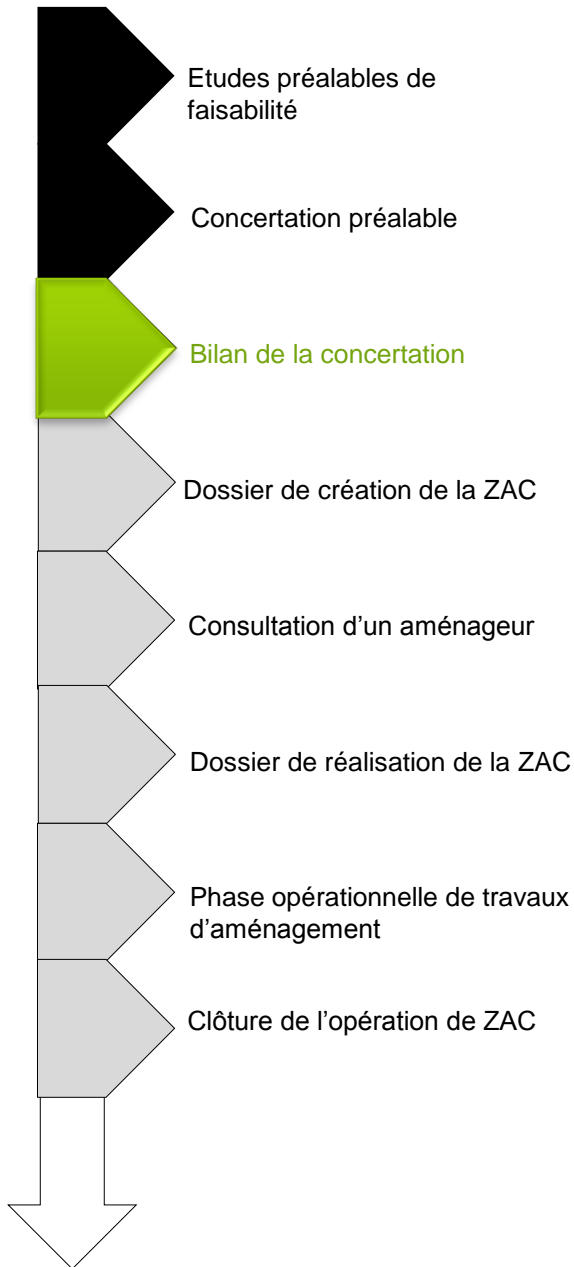 Etudes préalables de
faisabilité
Concertation préalable
Bilan de la concertation
Dossier de création de la ZAC
Consultation d’un aménageur
Dossier de réalisation de la ZAC
Phase opérationnelle de travaux
d’aménagement
Clôture de l’opération de ZAC